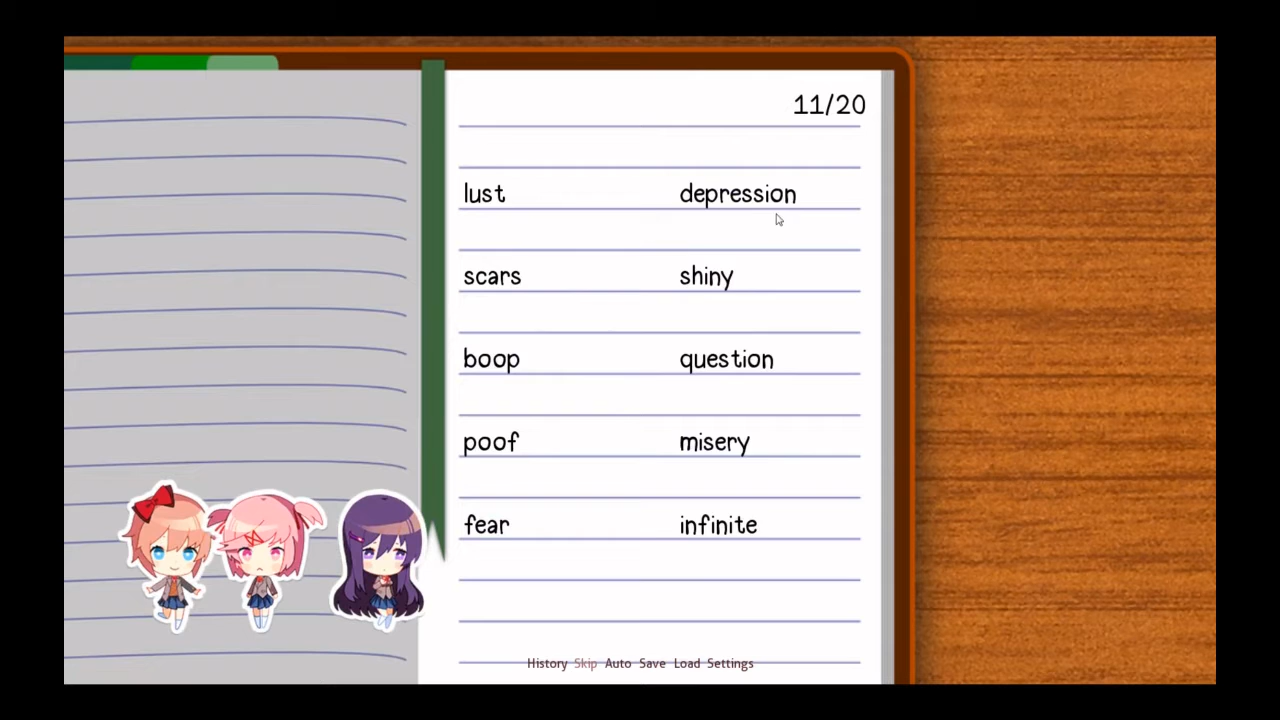 11/20
lust depression
scars shiny
boop question
poof misery
fear infinite
History Skip Auto Save Load Settings